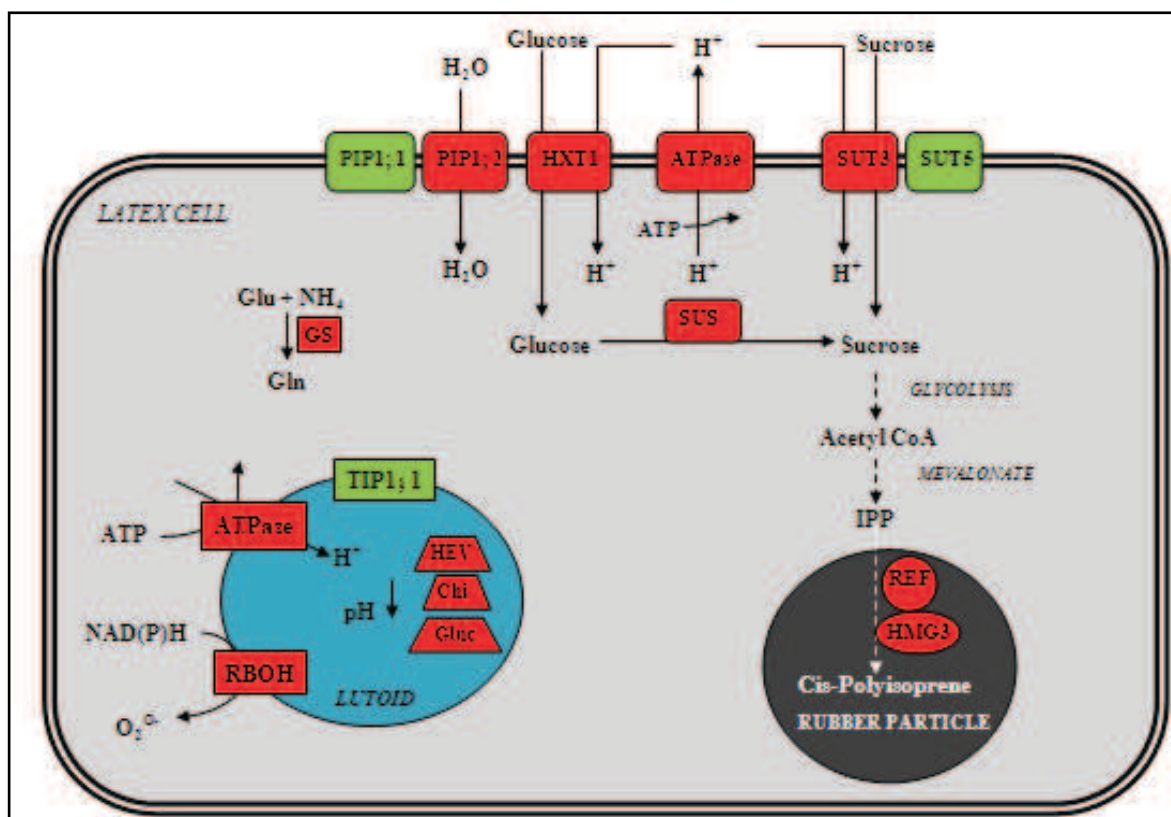 Glucose
H⁺
Sucrose
H₂O
PIP1; 1
PIP1; 2
HXT1
ATPase
SUT3
SUT5
LATEX CELL
ATP
H₂O
H⁺
H⁺
H⁺
Glu + NH₄
GS
Gln
SUS
Glucose
Sucrose
GLYCOLYSIS
Acetyl CoA
MEVALONATE
IPP
TIP1; 1
ATP
ATPase
H⁺
HEV
Chi
Gluc
pH
NAD(P)H
RBOH
LUTOID
O₂
REF
HMG3
Cis-Polyisoprene
RUBBER PARTICLE